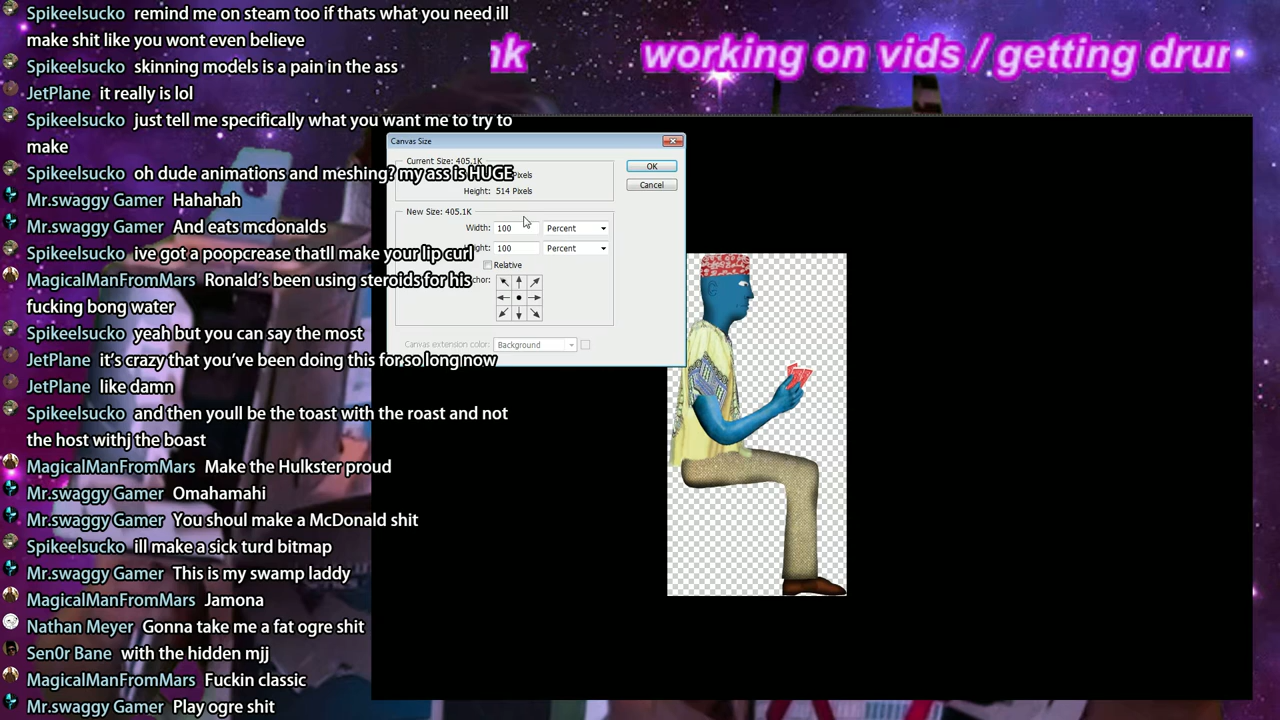 Spikeelsucko remind me on steam too if thats what you need ill
make shit like you wont even believe
Spikeelsucko skinning models is a pain in the ass
JetPlane it really is lol
Spikeelsucko just tell me specifically what you want me to try to
make
Spikeelsucko oh dude animations and meshing? my ass is HUGE
Mr.swaggy Gamer Hahahah
Mr.swaggy Gamer And eats mcdonalds
Spikeelsucko ive got a poopcrease thatll make your lip curl
MagicalManFromMars Ronald’s been using steroids for his
fucking bong water
Spikeelsucko yeah but you can say the most
JetPlane it’s crazy that you’ve been doing this for so long now
JetPlane like damn
Spikeelsucko and then youll be the toast with the roast and not
the host withj the boast
MagicalManFromMars Make the Hulkster proud
Mr.swaggy Gamer Omahamahi
Mr.swaggy Gamer You shoul make a McDonald shit
Spikeelsucko ill make a sick turd bitmap
Mr.swaggy Gamer This is my swamp laddy
MagicalManFromMars Jamona
Nathan Meyer Gonna take me a fat ogre shit
Sen0r Bane with the hidden mjj
MagicalManFromMars Fuckin classic
Mr.swaggy Gamer Play ogre shit
nk working on vids / getting drun
Canvas Size
Current Size: 405.1K
Pixels
Height: 514 Pixels
New Size: 405.1K
Width: 100 Percent
100 Percent
Relative
Canvas extension color: Background
OK
Cancel